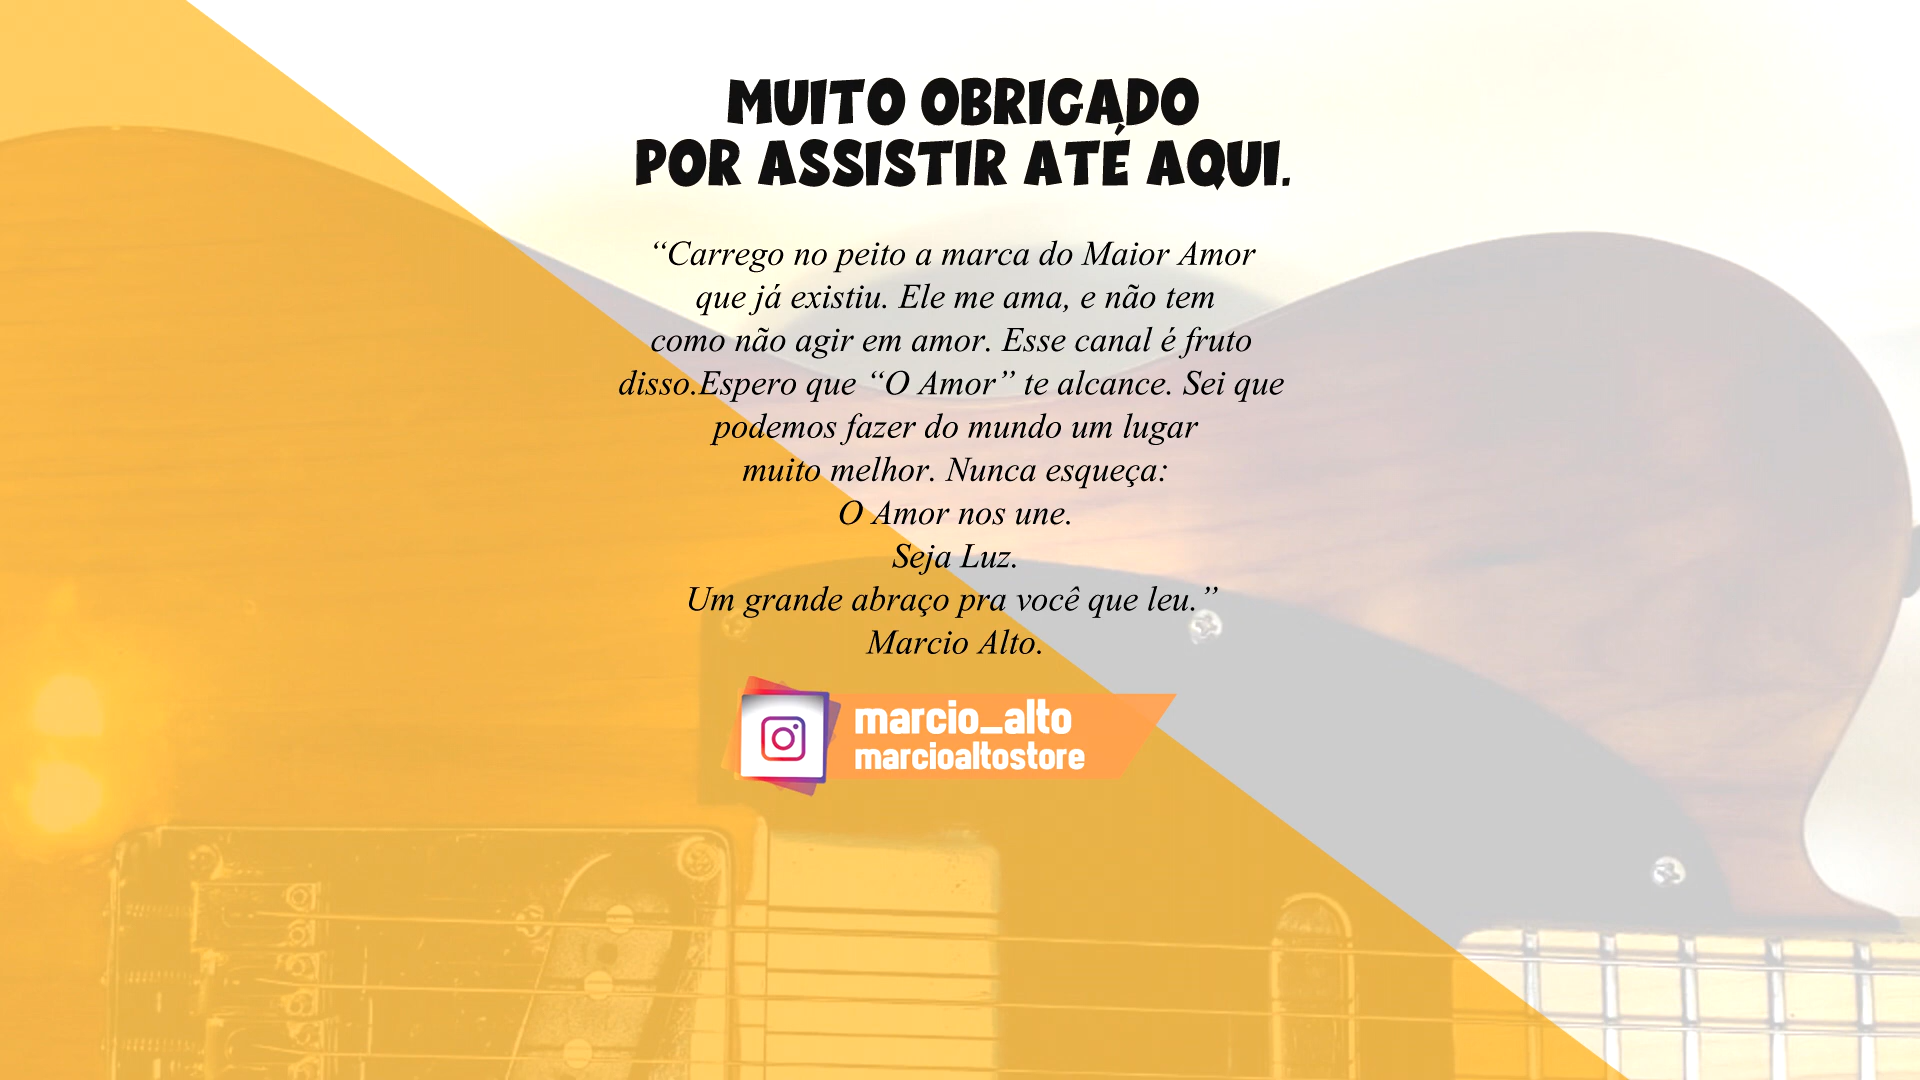 MUITO OBRIGADO
POR ASSISTIR ATÉ AQUI.
“Carrego no peito a marca do Maior Amor
que já existiu. Ele me ama, e não tem
como não agir em amor. Esse canal é fruto
disso.Espero que “O Amor” te alcance. Sei que
podemos fazer do mundo um lugar
muito melhor. Nunca esqueça:
O Amor nos une.
Seja Luz.
Um grande abraço pra você que leu.”
Marcio Alto.
marcio_alto
marcioaltostore